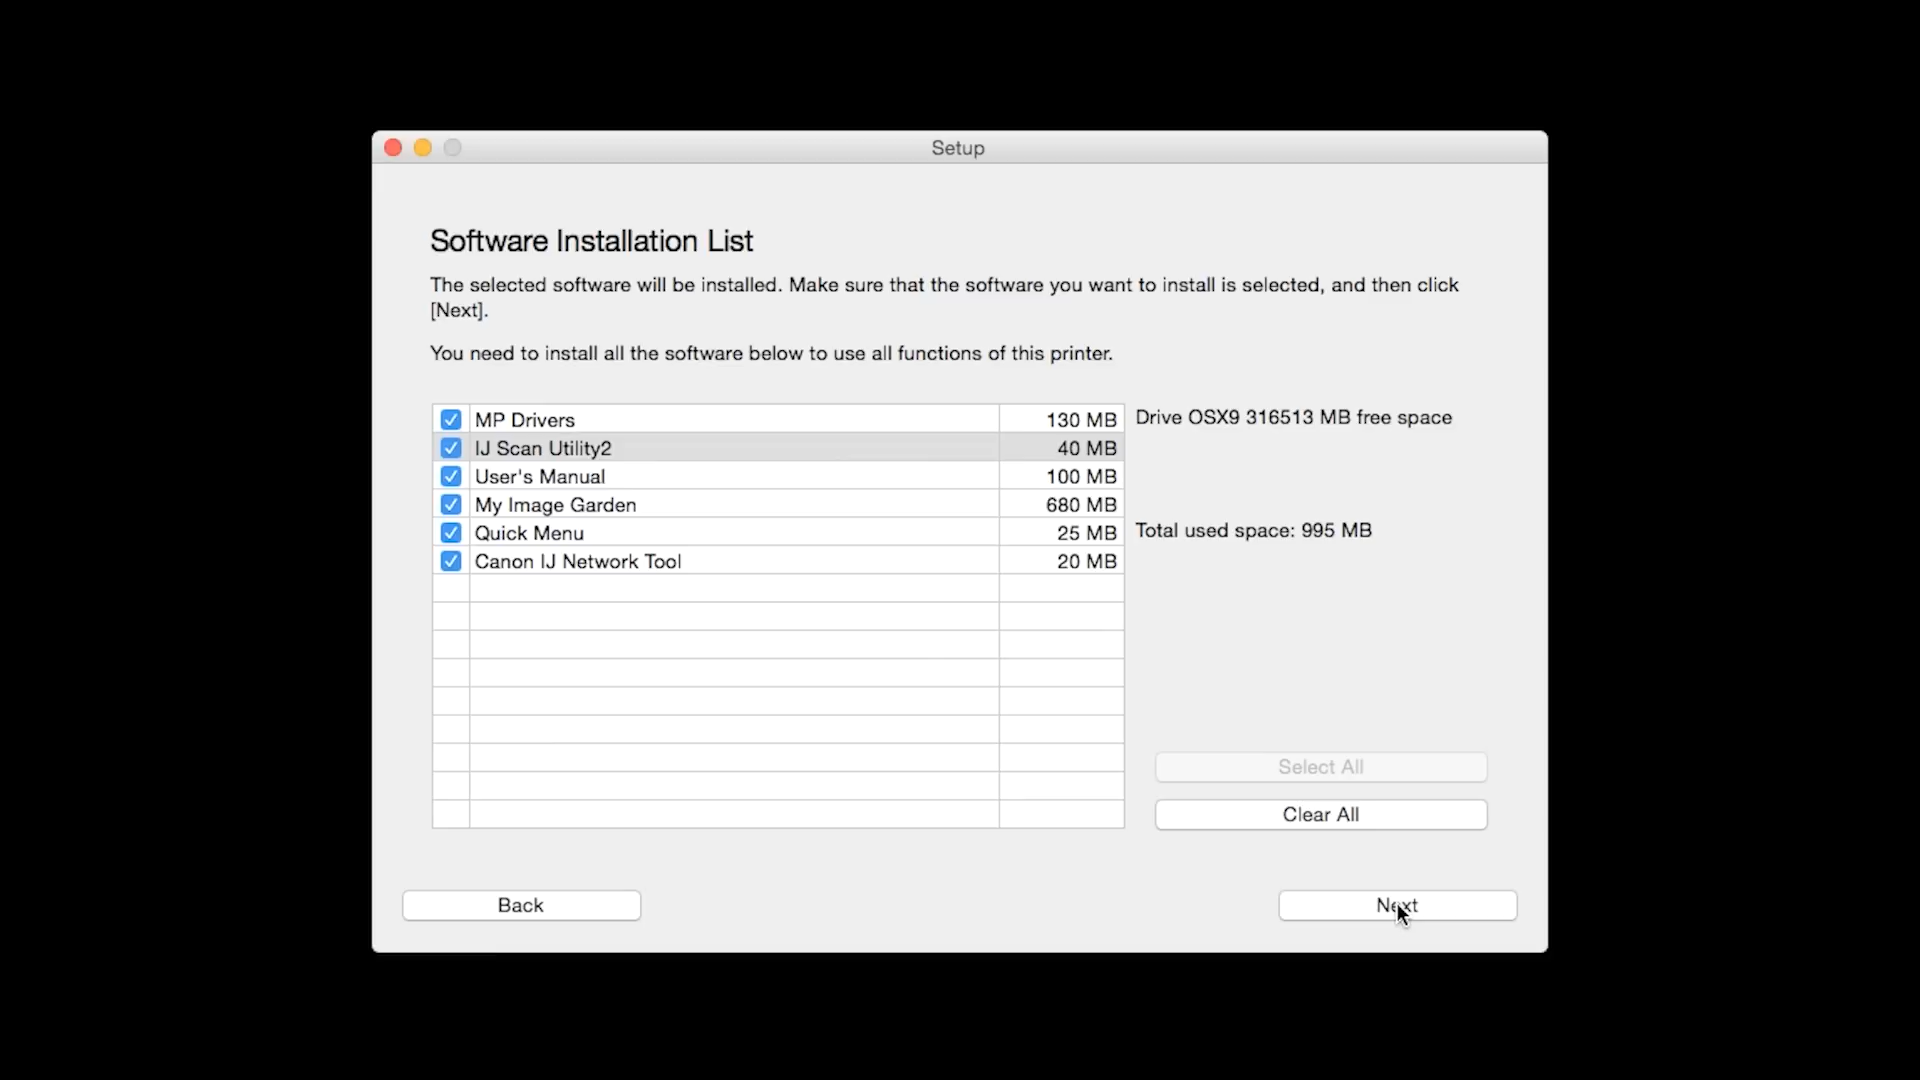 Setup
Software Installation List
The selected software will be installed. Make sure that the software you want to install is selected, and then click
[Next].
You need to install all the software below to use all functions of this printer.
MP Drivers 130 MB
Drive OSX9 316513 MB free space
IJ Scan Utility2 40 MB
User's Manual 100 MB
My Image Garden 680 MB
Quick Menu 25 MB
Total used space: 995 MB
Canon IJ Network Tool 20 MB
Select All
Clear All
Back
Next